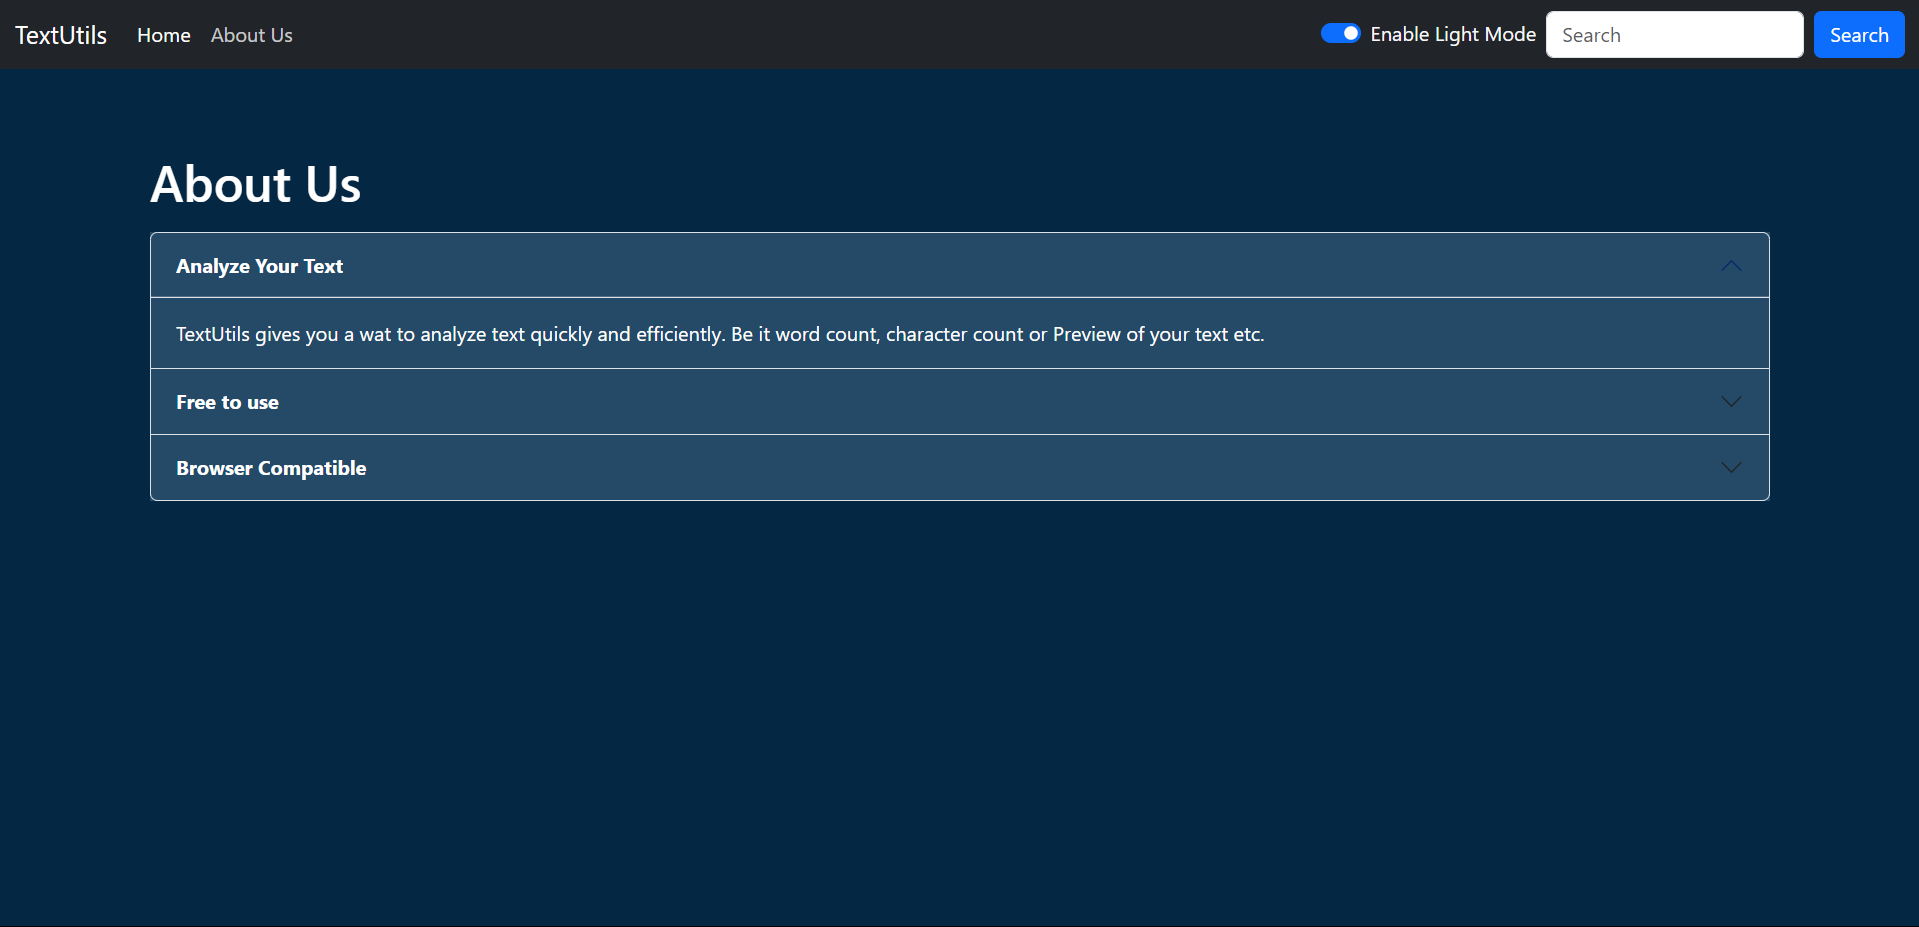 TextUtils Home About Us Enable Light Mode Search Search
About Us
Analyze Your Text
TextUtils gives you a wat to analyze text quickly and efficiently. Be it word count, character count or Preview of your text etc.
Free to use
Browser Compatible